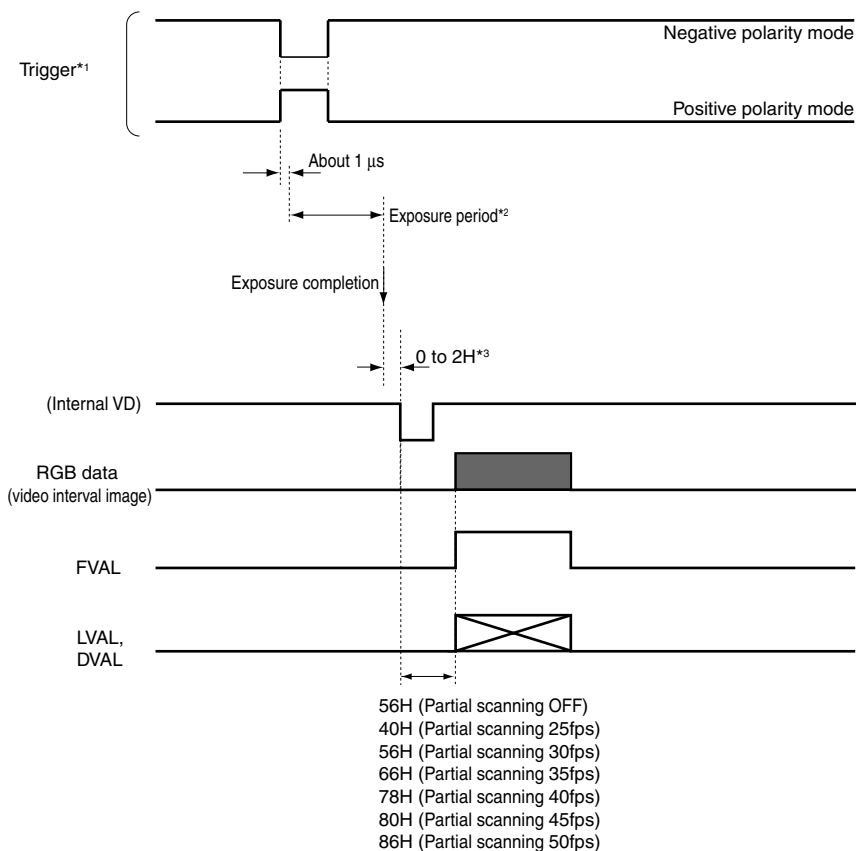 Negative polarity mode
Trigger*1
Positive polarity mode
About 1 μs
Exposure period*2
Exposure completion
0 to 2H*3
(Internal VD)
RGB data
(video interval image)
FVAL
LVAL,
DVAL
56H (Partial scanning OFF)
40H (Partial scanning 25fps)
56H (Partial scanning 30fps)
66H (Partial scanning 35fps)
78H (Partial scanning 40fps)
80H (Partial scanning 45fps)
86H (Partial scanning 50fps)